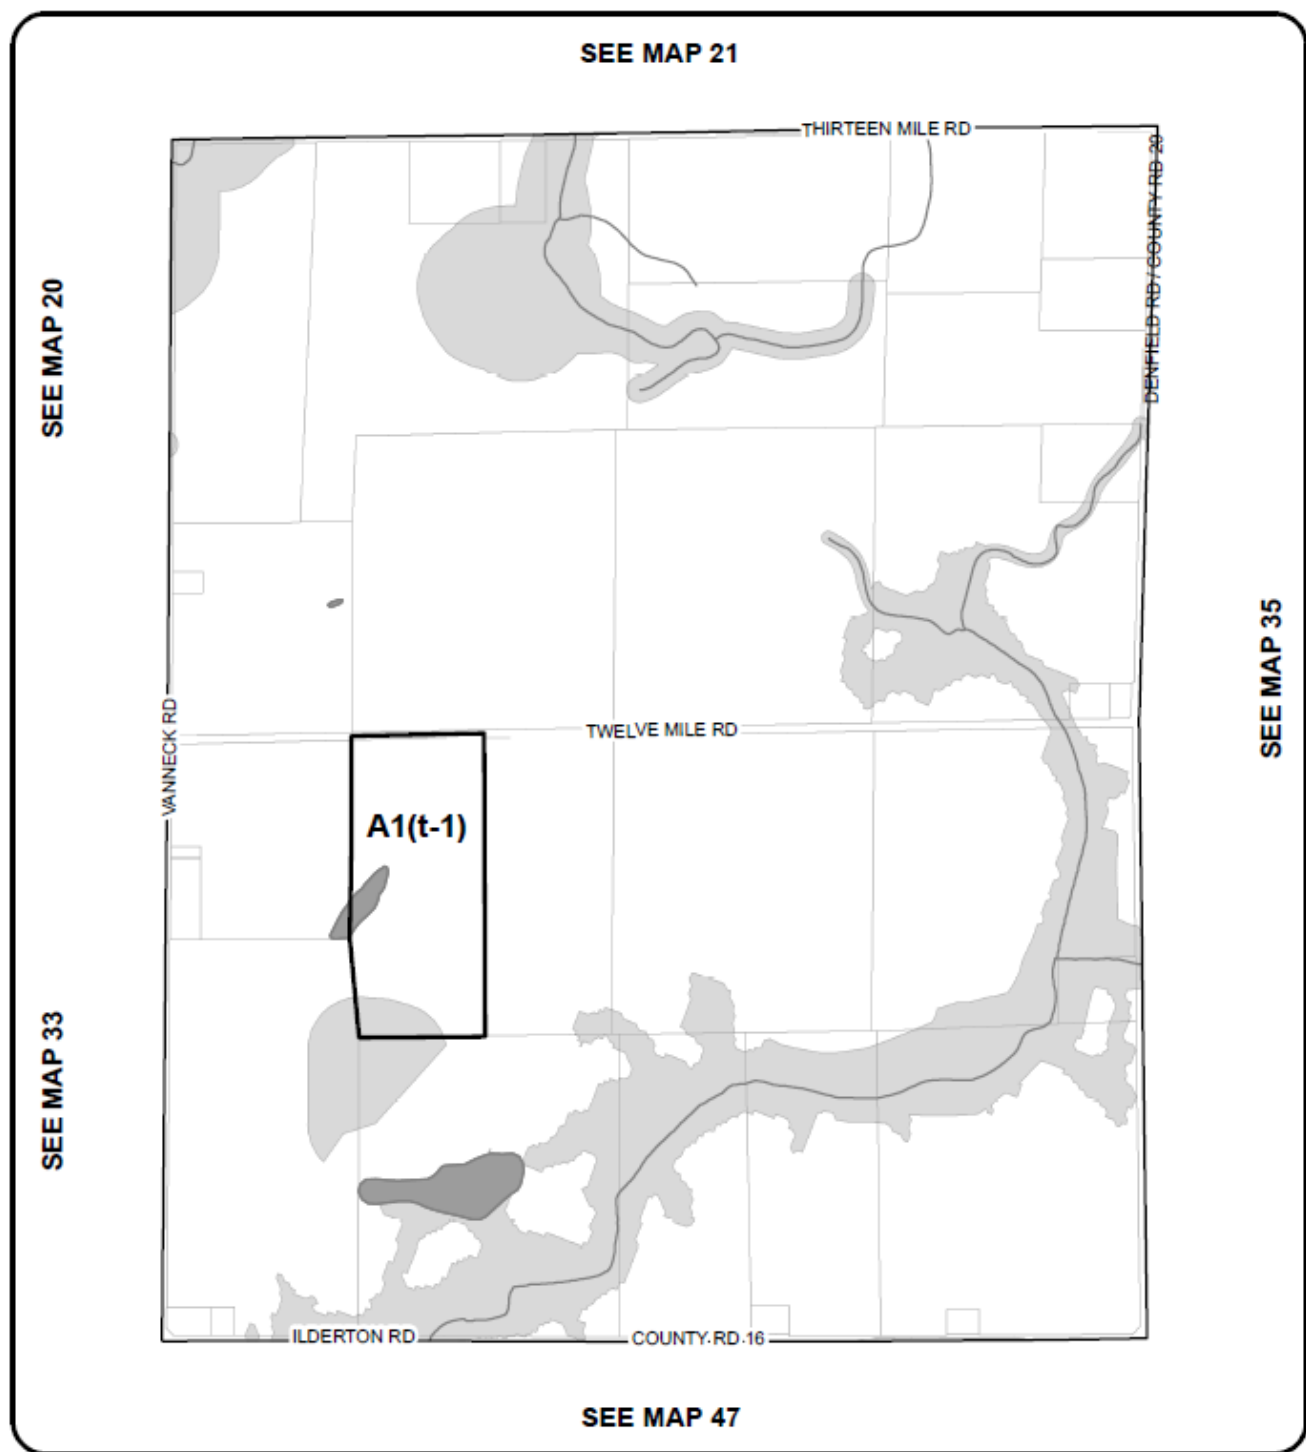 SEE MAP 21
THIRTEEN MILE RD
DENFIELD RD / COUNTY RD 20
SEE MAP 20
SEE MAP 35
VANNECK RD
TWELVE MILE RD
A1(t-1)
SEE MAP 33
ILDERTON RD
COUNTY RD 16
SEE MAP 47